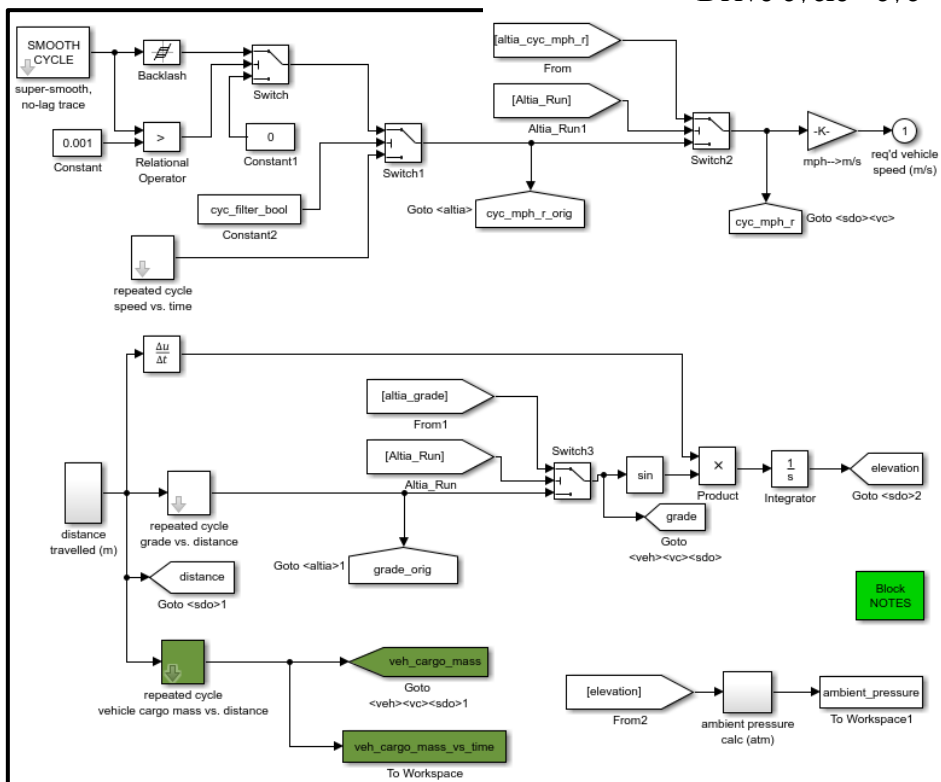 SMOOTH
CYCLE
super-smooth,
no-lag trace
Backlash
Switch
0.001
Constant
>
Relational
Operator
0
Constant1
cyc_filter_bool
Constant2
Switch1
repeated cycle
speed vs. time
[altia_cyc_mph_r]
From
[Altia_Run]
Altia_Run1
Switch2
Goto <altia>
cyc_mph_r_orig
cyc_mph_r
Goto <sdo><vc>
-K-
mph-->m/s
1
req'd vehicle
speed (m/s)
Δu
Δt
[altia_grade]
From1
[Altia_Run]
Altia_Run
Switch3
sin
×
Product
1
s
Integrator
elevation
Goto <sdo>2
grade
Goto
<veh><vc><sdo>
distance
travelled (m)
repeated cycle
grade vs. distance
Goto <altia>1
grade_orig
distance
Goto <sdo>1
Block
NOTES
repeated cycle
vehicle cargo mass vs. distance
veh_cargo_mass
Goto
<veh><vc><sdo>1
veh_cargo_mass_vs_time
To Workspace
[elevation]
From2
ambient pressure
calc (atm)
ambient_pressure
To Workspace1